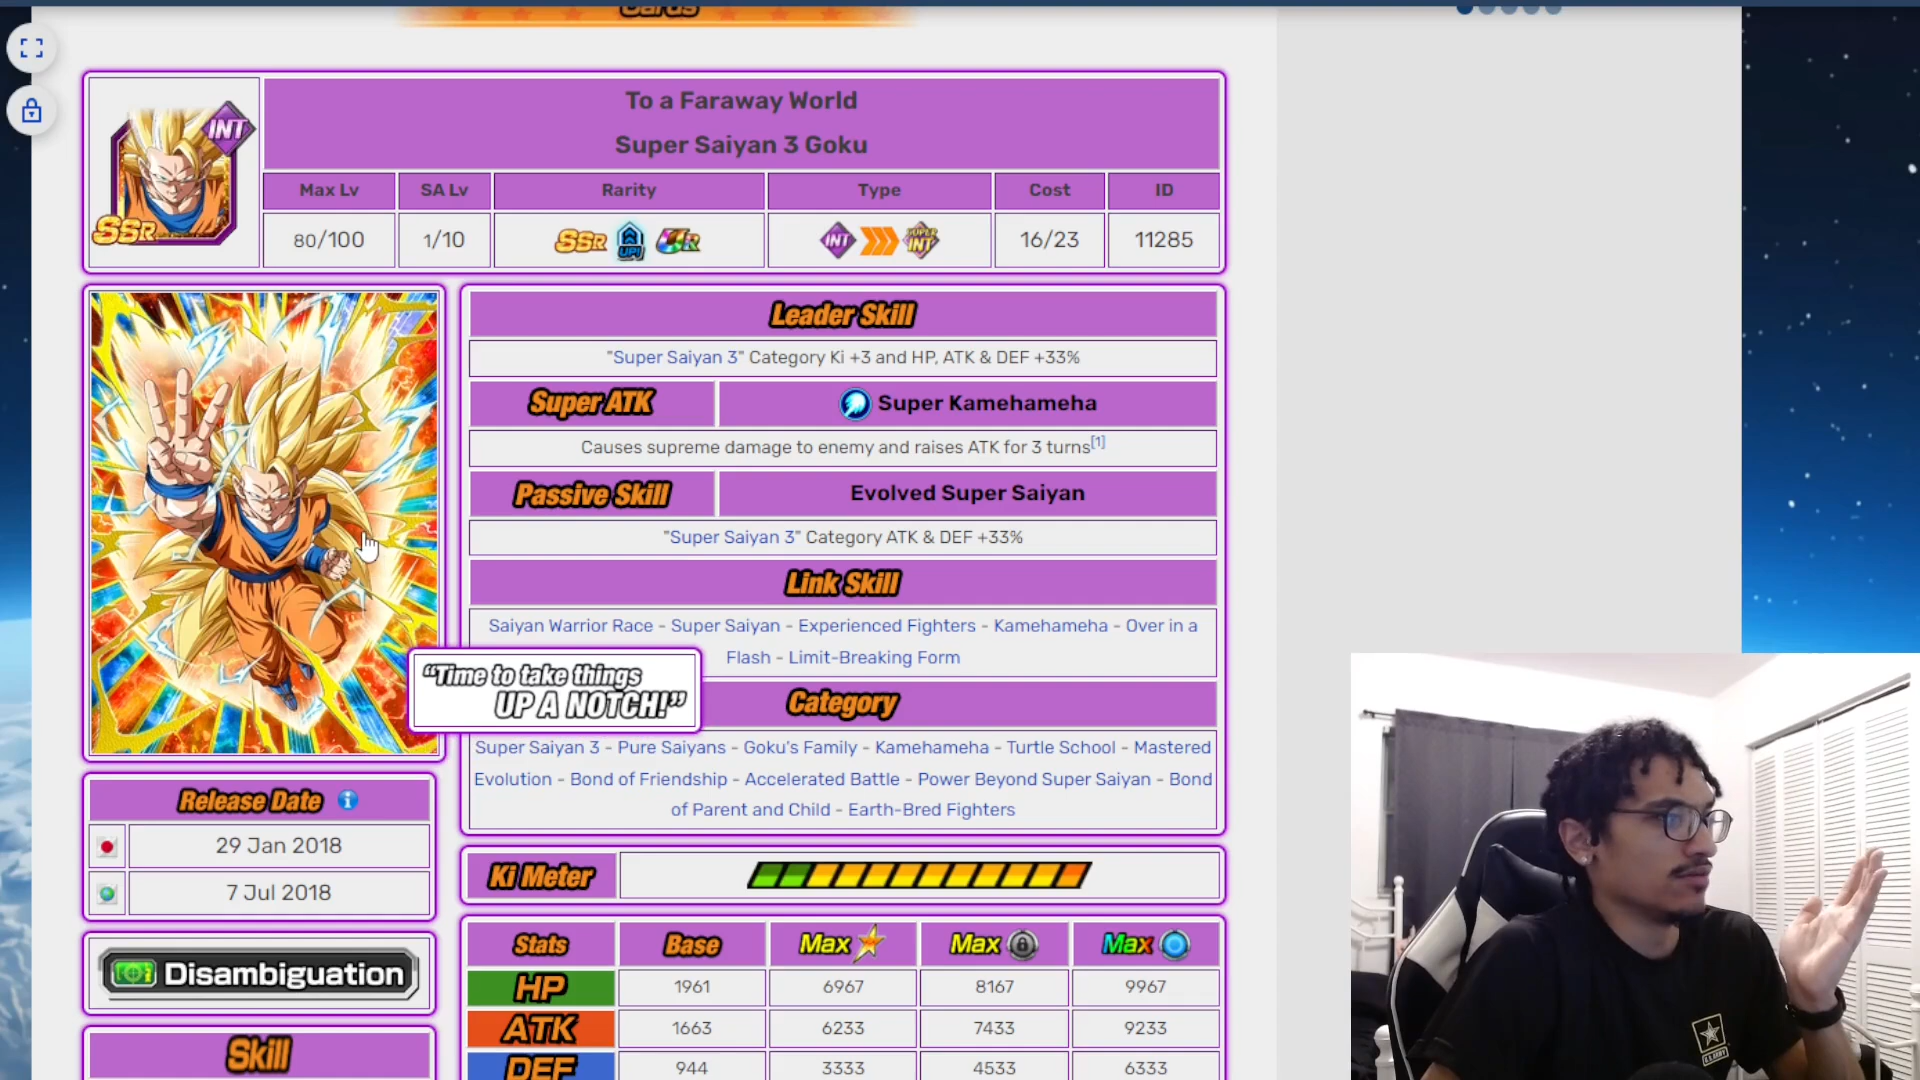 Cards
INT
SSR
To a Faraway World
Super Saiyan 3 Goku
Max Lv
SA Lv
Rarity
Type
Cost
ID
80/100
1/10
SSR UP! UR
INT SUPER INT
16/23
11285
Leader Skill
"Super Saiyan 3" Category Ki +3 and HP, ATK & DEF +33%
Super ATK
Super Kamehameha
Causes supreme damage to enemy and raises ATK for 3 turns[1]
Passive Skill
Evolved Super Saiyan
"Super Saiyan 3" Category ATK & DEF +33%
Link Skill
Saiyan Warrior Race - Super Saiyan - Experienced Fighters - Kamehameha - Over in a
Flash - Limit-Breaking Form
"Time to take things
UP A NOTCH!"
Category
Super Saiyan 3 - Pure Saiyans - Goku's Family - Kamehameha - Turtle School - Mastered
Evolution - Bond of Friendship - Accelerated Battle - Power Beyond Super Saiyan - Bond
of Parent and Child - Earth-Bred Fighters
Release Date
29 Jan 2018
7 Jul 2018
Disambiguation
Skill
Ki Meter
Stats
Base
Max
Max
Max
HP
1961
6967
8167
9967
ATK
1663
6233
7433
9233
DEF
944
3333
4533
6333
U.S. ARMY